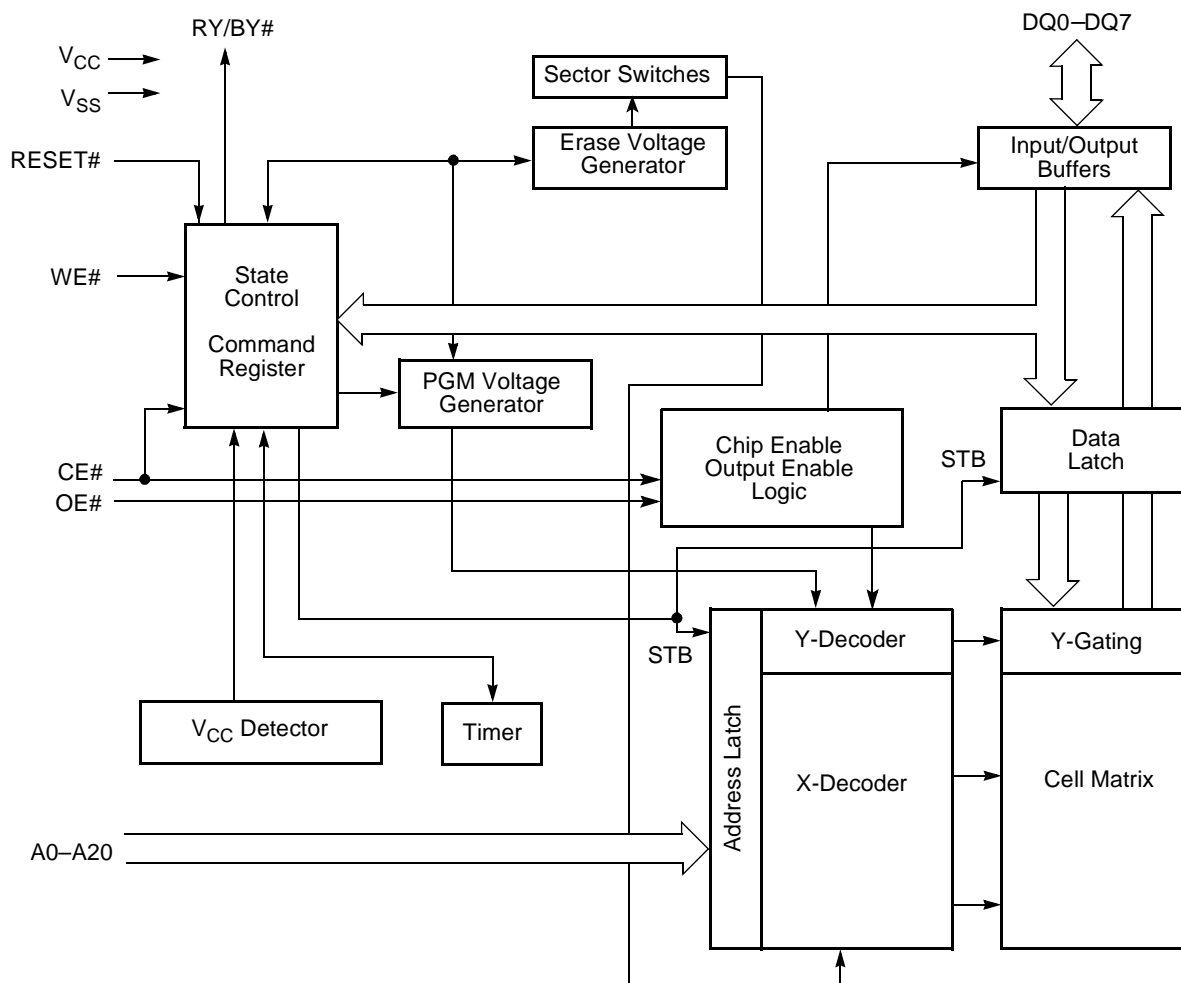 RY/BY#
DQ0–DQ7
VCC
VSS
Sector Switches
RESET#
Erase Voltage
Generator
Input/Output
Buffers
WE#
State
Control
Command
Register
PGM Voltage
Generator
Chip Enable
Output Enable
Logic
STB
Data
Latch
CE#
OE#
STB
Y-Decoder
Y-Gating
VCC Detector
Timer
Address Latch
X-Decoder
Cell Matrix
A0–A20